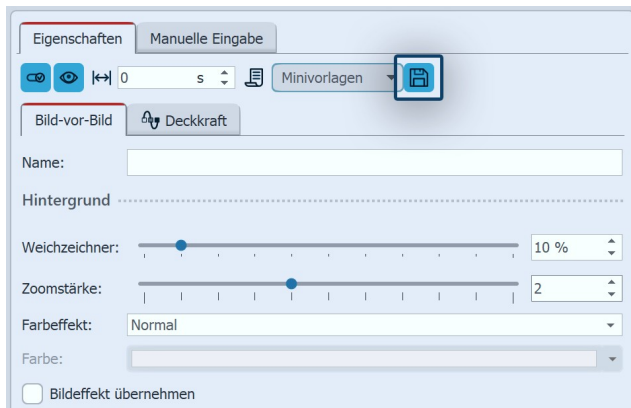 Eigenschaften Manuelle Eingabe
0 s Minivorlagen
Bild-vor-Bild Deckkraft
Name:
Hintergrund
Weichzeichner: 10 %
Zoomstärke: 2
Farbeffekt: Normal
Farbe:
Bildeffekt übernehmen